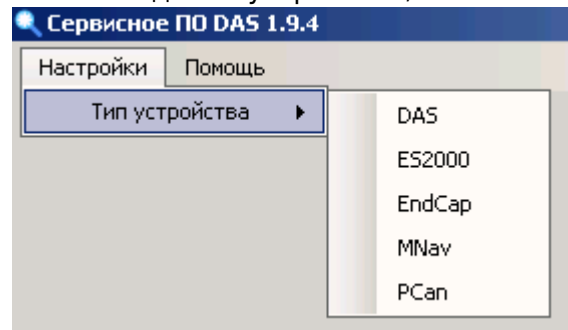 Сервисное ПО DAS 1.9.4
Настройки Помощь
Тип устройства
DAS
ES2000
EndCap
MNav
PCan